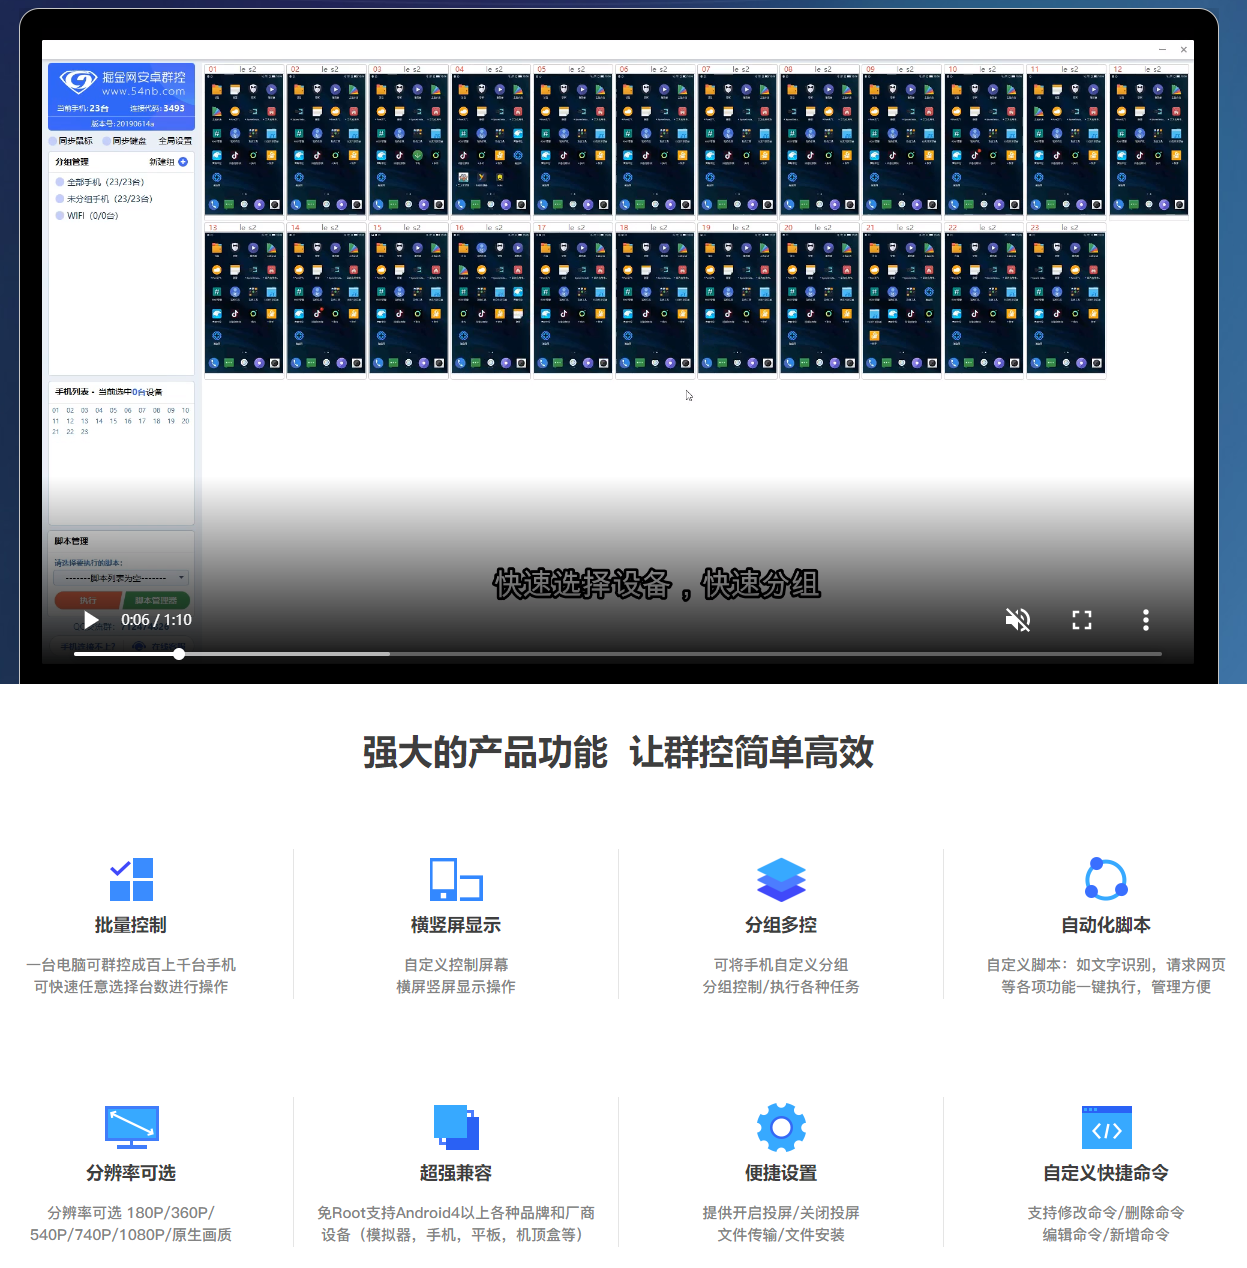 掘金网安卓群控
www.54nb.com
当前手机:23台 连接代码:3493
版本号:20190614a
同步鼠标 同步键盘 全局设置
分组管理 新建组
全部手机（23/23台）
未分组手机（23/23台）
WIFI（0/0台）
01 le s2 02 le s2 03 le s2 04 le s2 05 le s2 06 le s2 07 le s2 08 le s2 09 le s2 10 le s2 11 le s2 12 le s2
13 le s2 14 le s2 15 le s2 16 le s2 17 le s2 18 le s2 19 le s2 20 le s2 21 le s2 22 le s2 23 le s2
手机列表 · 当前选中0台设备
01 02 03 04 05 06 07 08 09 10
11 12 13 14 15 16 17 18 19 20
21 22 23
脚本管理
请选择要执行的脚本：
-------脚本列表为空-------
执行 脚本管理器
快速选择设备，快速分组
0:06 / 1:10
强大的产品功能 让群控简单高效
批量控制
一台电脑可群控成百上千台手机
可快速任意选择台数进行操作
横竖屏显示
自定义控制屏幕
横屏竖屏显示操作
分组多控
可将手机自定义分组
分组控制/执行各种任务
自动化脚本
自定义脚本：如文字识别，请求网页
等各项功能一键执行，管理方便
分辨率可选
分辨率可选 180P/360P/
540P/740P/1080P/原生画质
超强兼容
免Root支持Android4以上各种品牌和厂商
设备（模拟器，手机，平板，机顶盒等）
便捷设置
提供开启投屏/关闭投屏
文件传输/文件安装
自定义快捷命令
支持修改命令/删除命令
编辑命令/新增命令